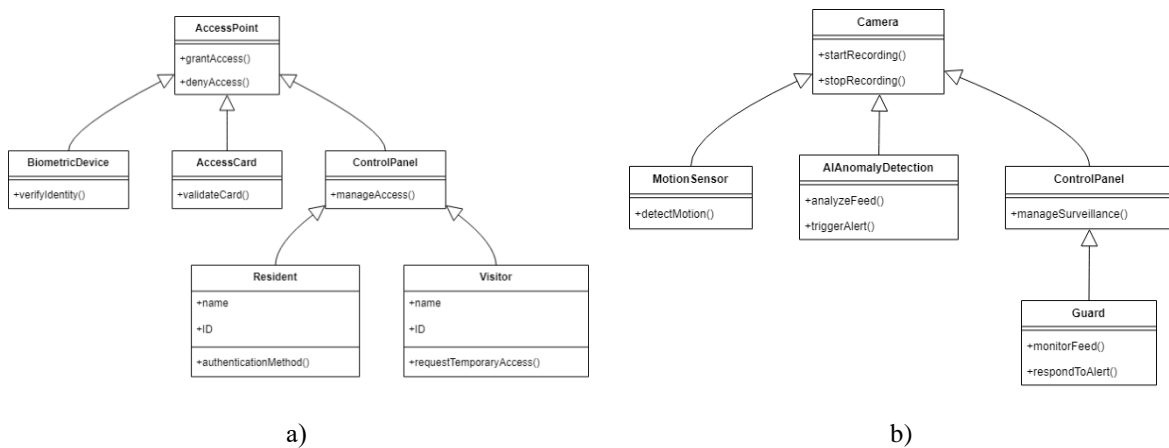 AccessPoint
+grantAccess()
+denyAccess()
BiometricDevice
+verifyIdentity()
AccessCard
+validateCard()
ControlPanel
+manageAccess()
Resident
+name
+ID
+authenticationMethod()
Visitor
+name
+ID
+requestTemporaryAccess()
a)
Camera
+startRecording()
+stopRecording()
MotionSensor
+detectMotion()
AIAnomalyDetection
+analyzeFeed()
+triggerAlert()
ControlPanel
+manageSurveillance()
Guard
+monitorFeed()
+respondToAlert()
b)